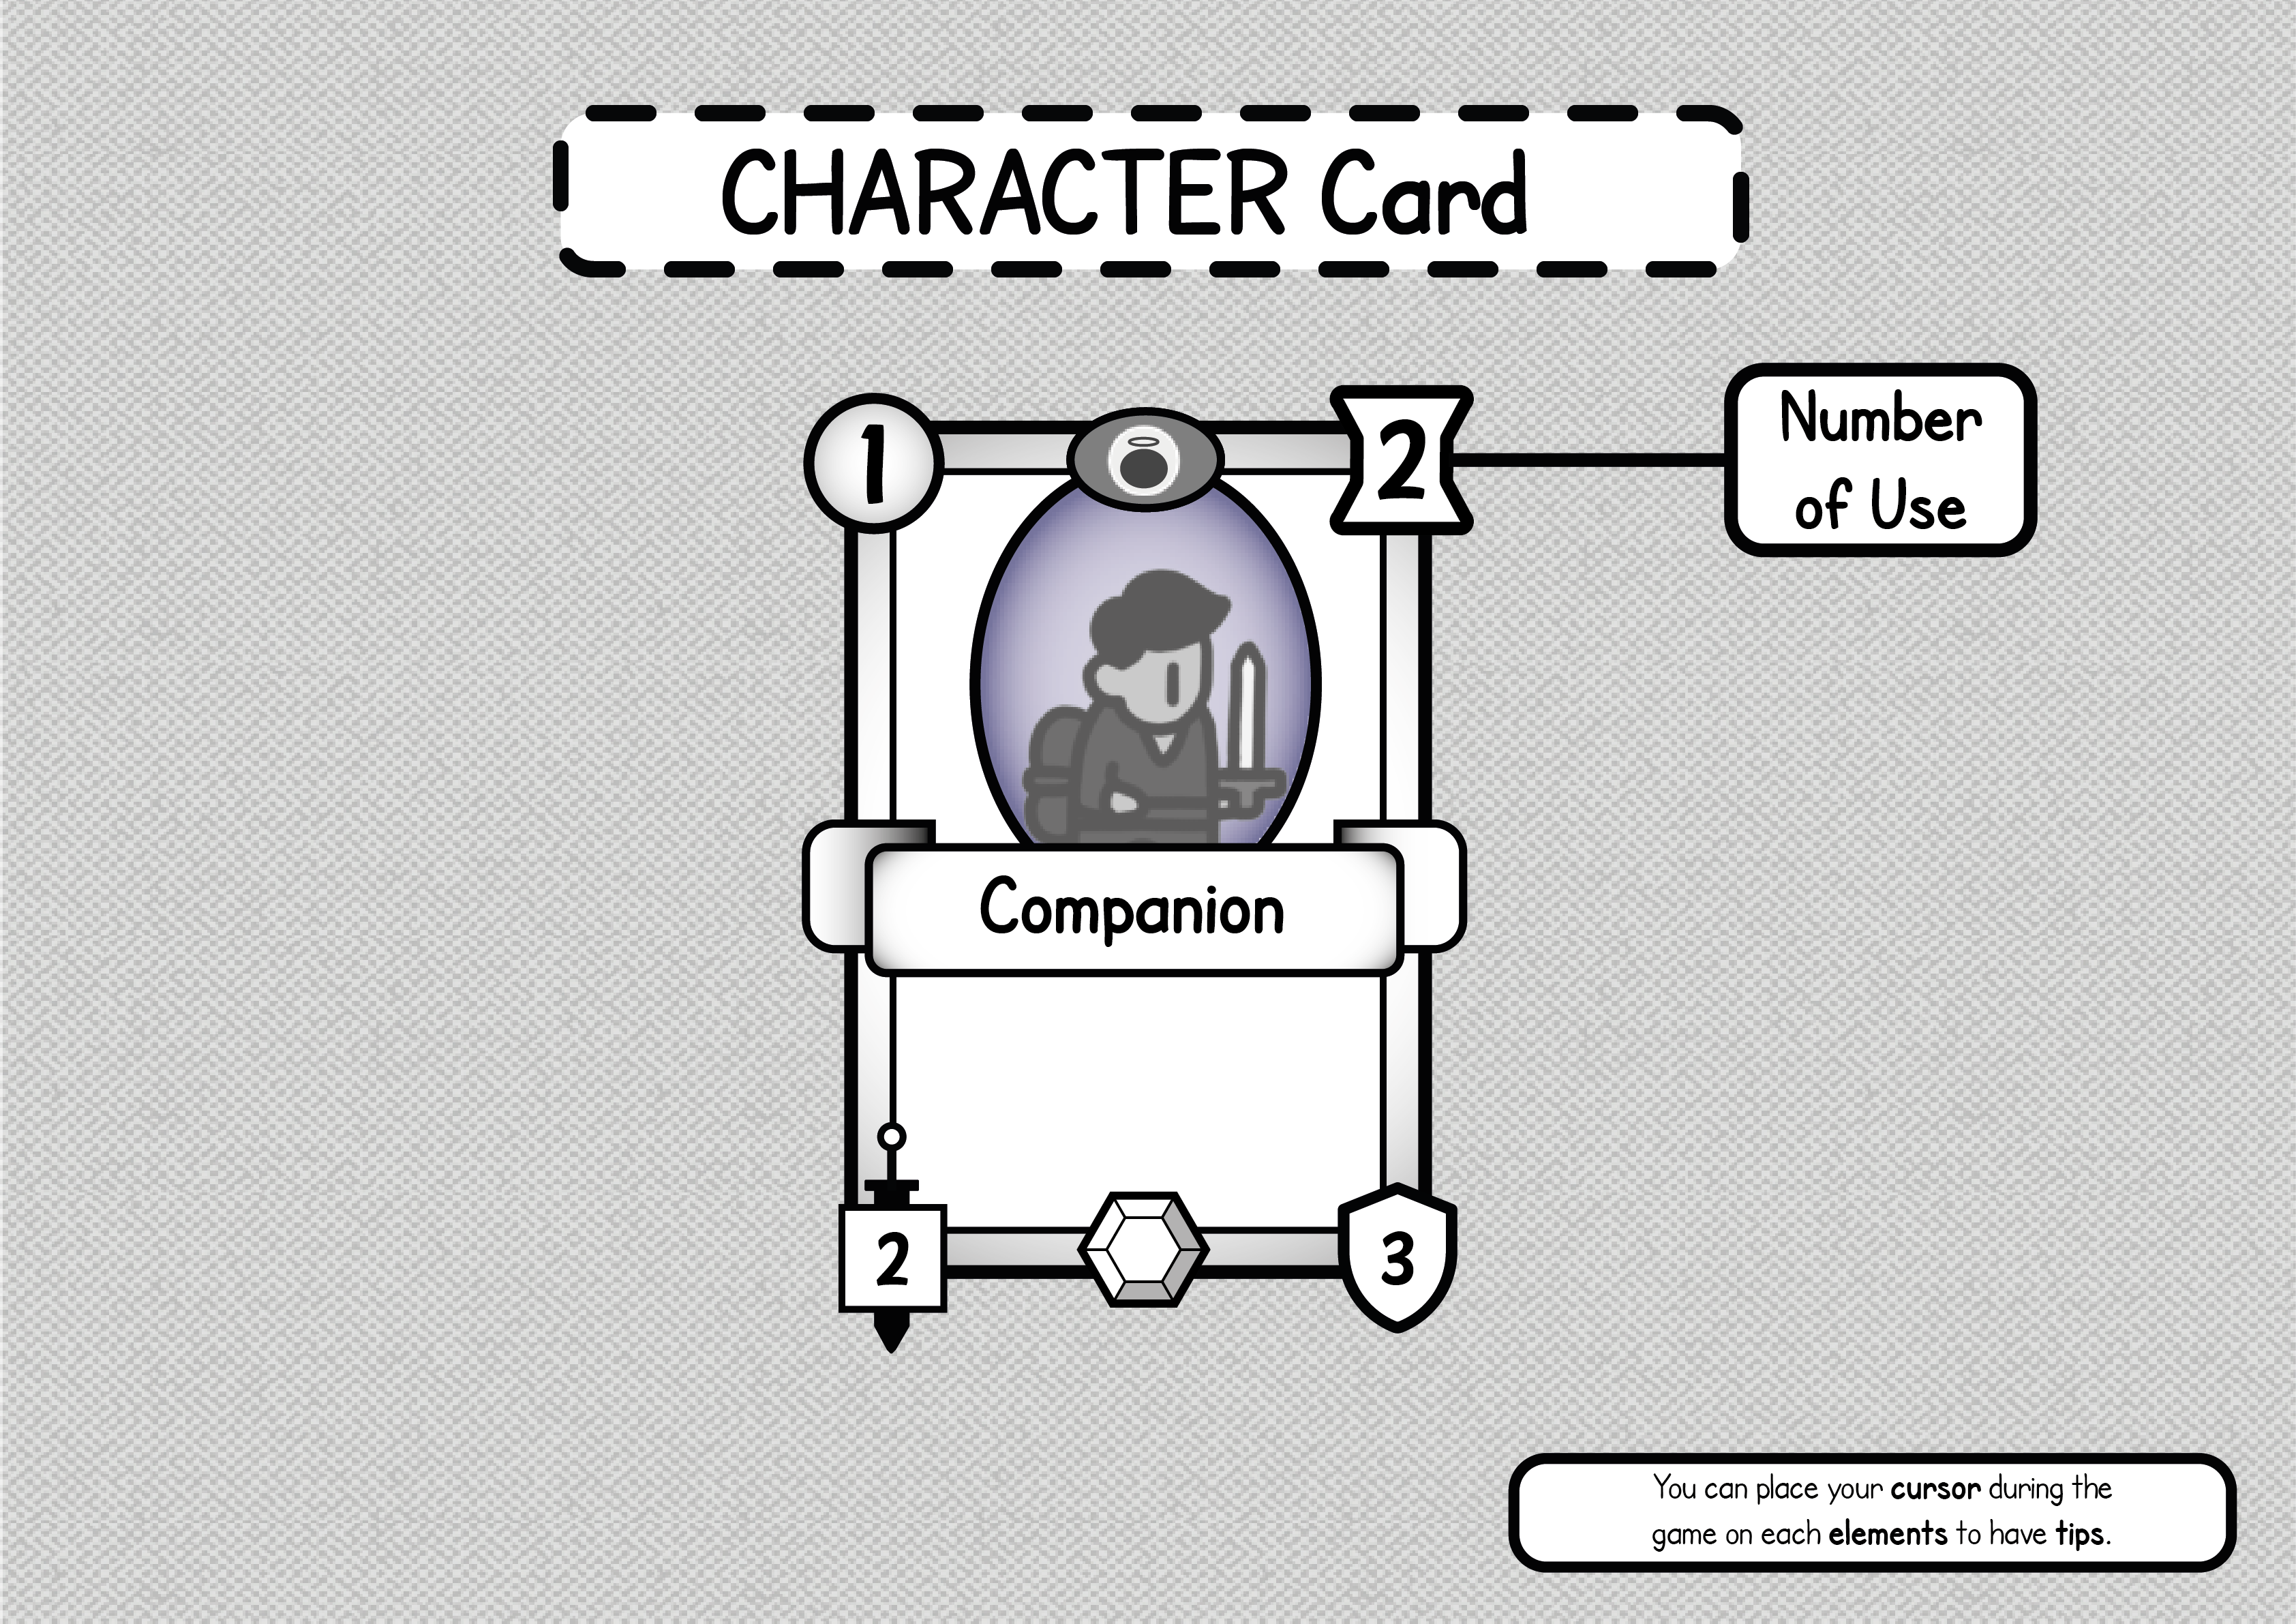 CHARACTER Card
1
2
Number
of Use
Companion
2
3
You can place your cursor during the
game on each elements to have tips.